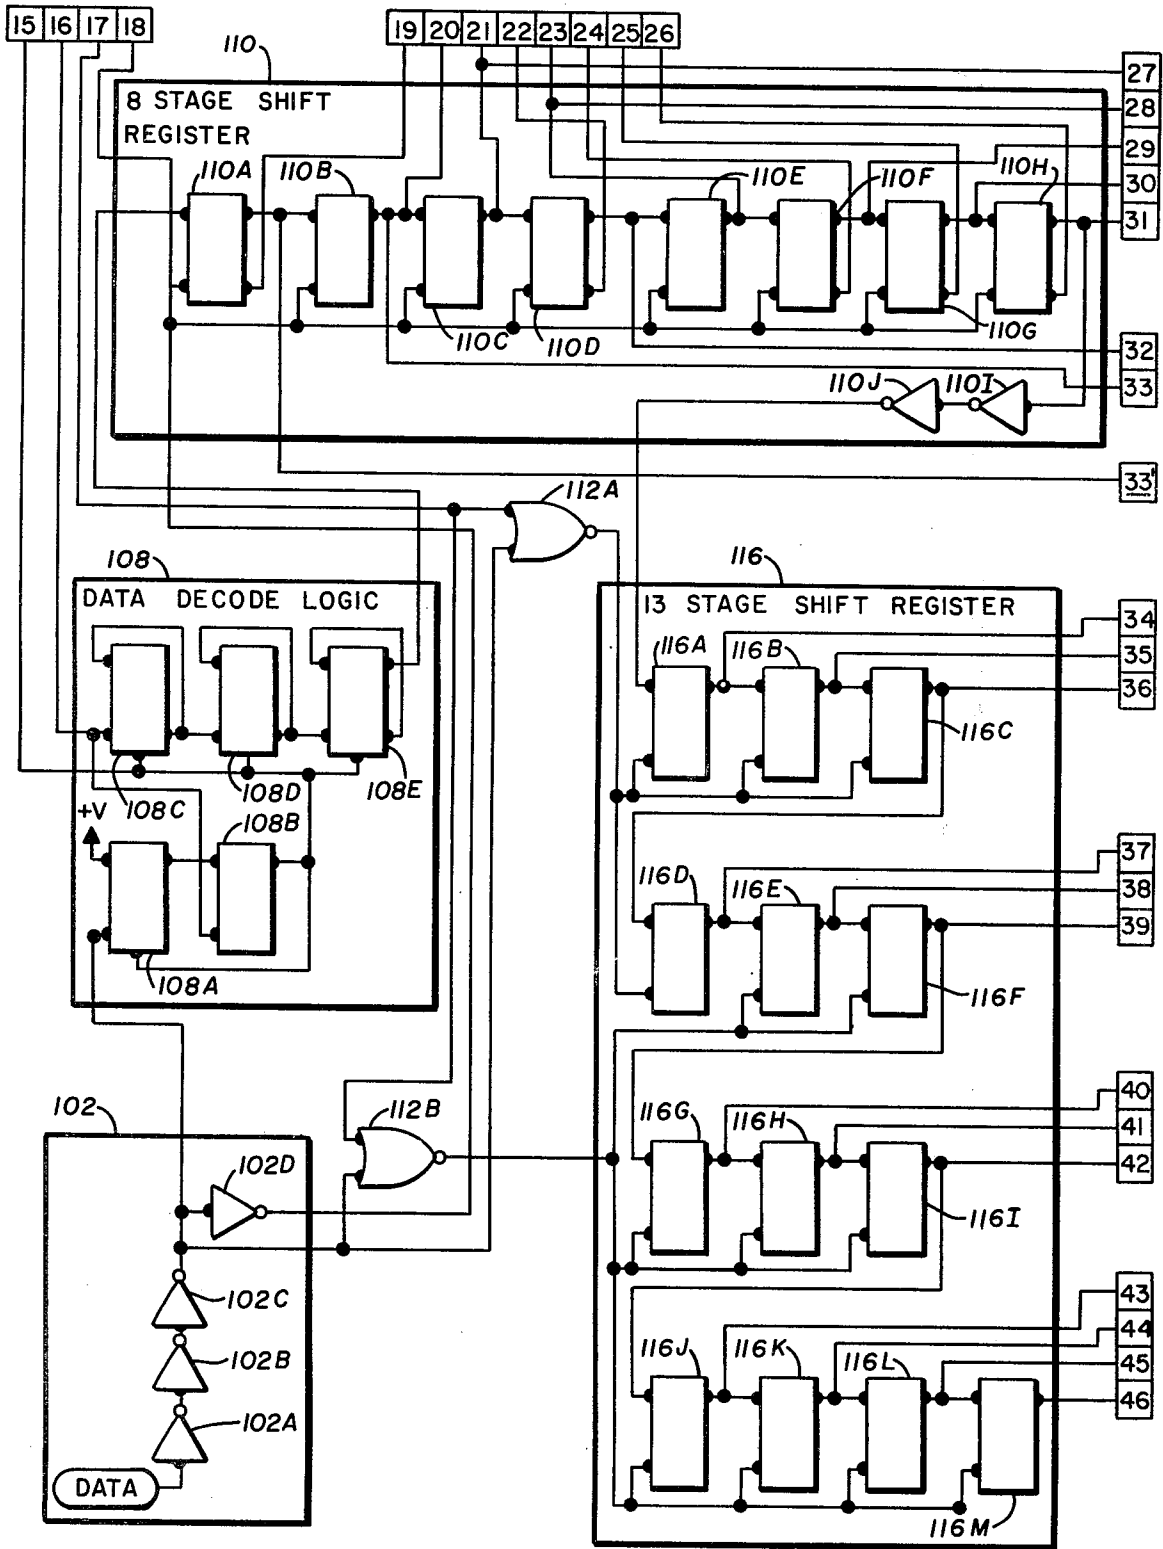 15 16 17 18
19 20 21 22 23 24 25 26
110
27
28
29
30
31
8 STAGE SHIFT
REGISTER
110A
110B
110E
110F
110H
110C
110D
110G
32
33
110J
110I
33'
112A
108
DATA DECODE LOGIC
116
13 STAGE SHIFT REGISTER
34
35
36
116A
116B
116C
108C
108D
108E
+V
108B
108A
37
38
39
116D
116E
116F
40
41
42
102
112B
116G
116H
116I
102D
102C
102B
102A
DATA
43
44
45
46
116J
116K
116L
116M